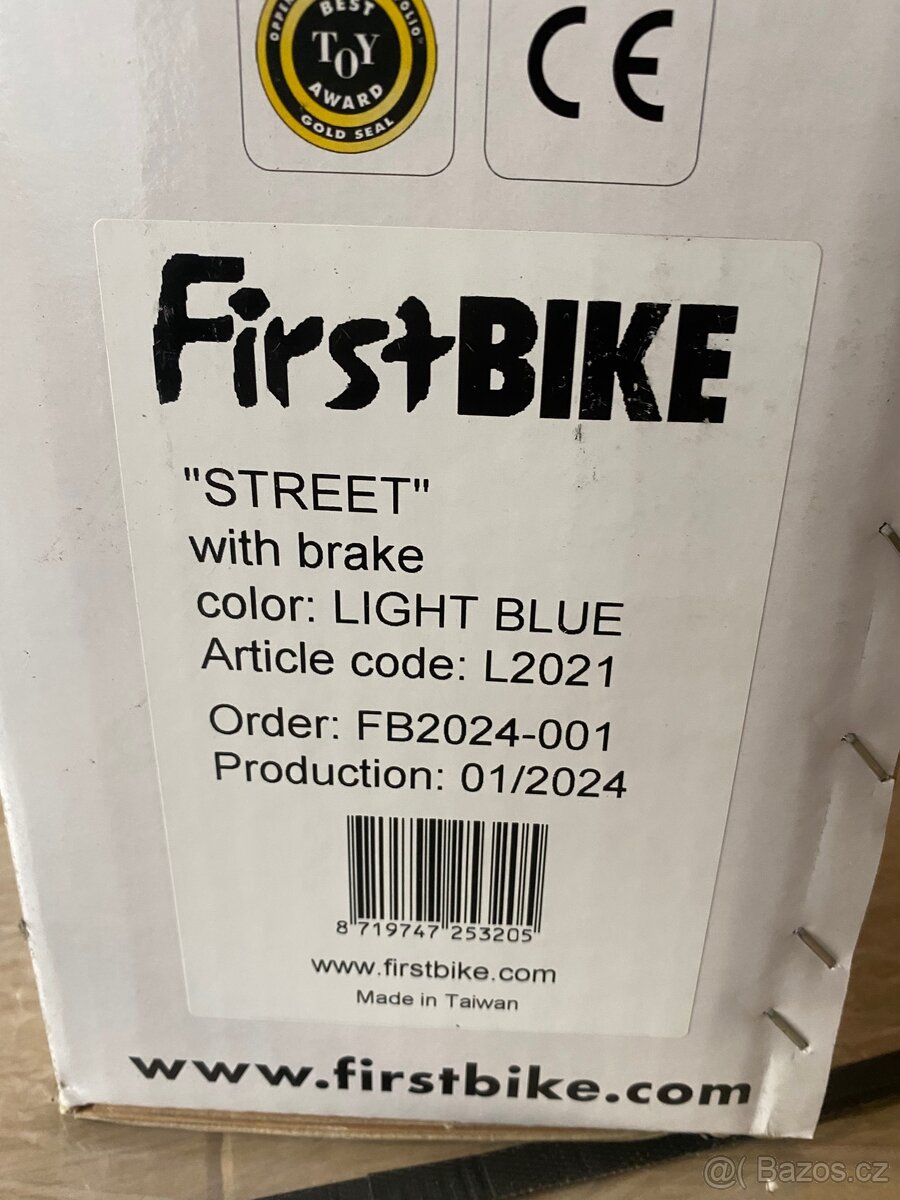 BEST
TOY
AWARD
GOLD SEAL
CE
FirstBIKE
"STREET"
with brake
color: LIGHT BLUE
Article code: L2021
Order: FB2024-001
Production: 01/2024
8 719747 253205
www.firstbike.com
Made in Taiwan
www.firstbike.com
@( Bazos.cz